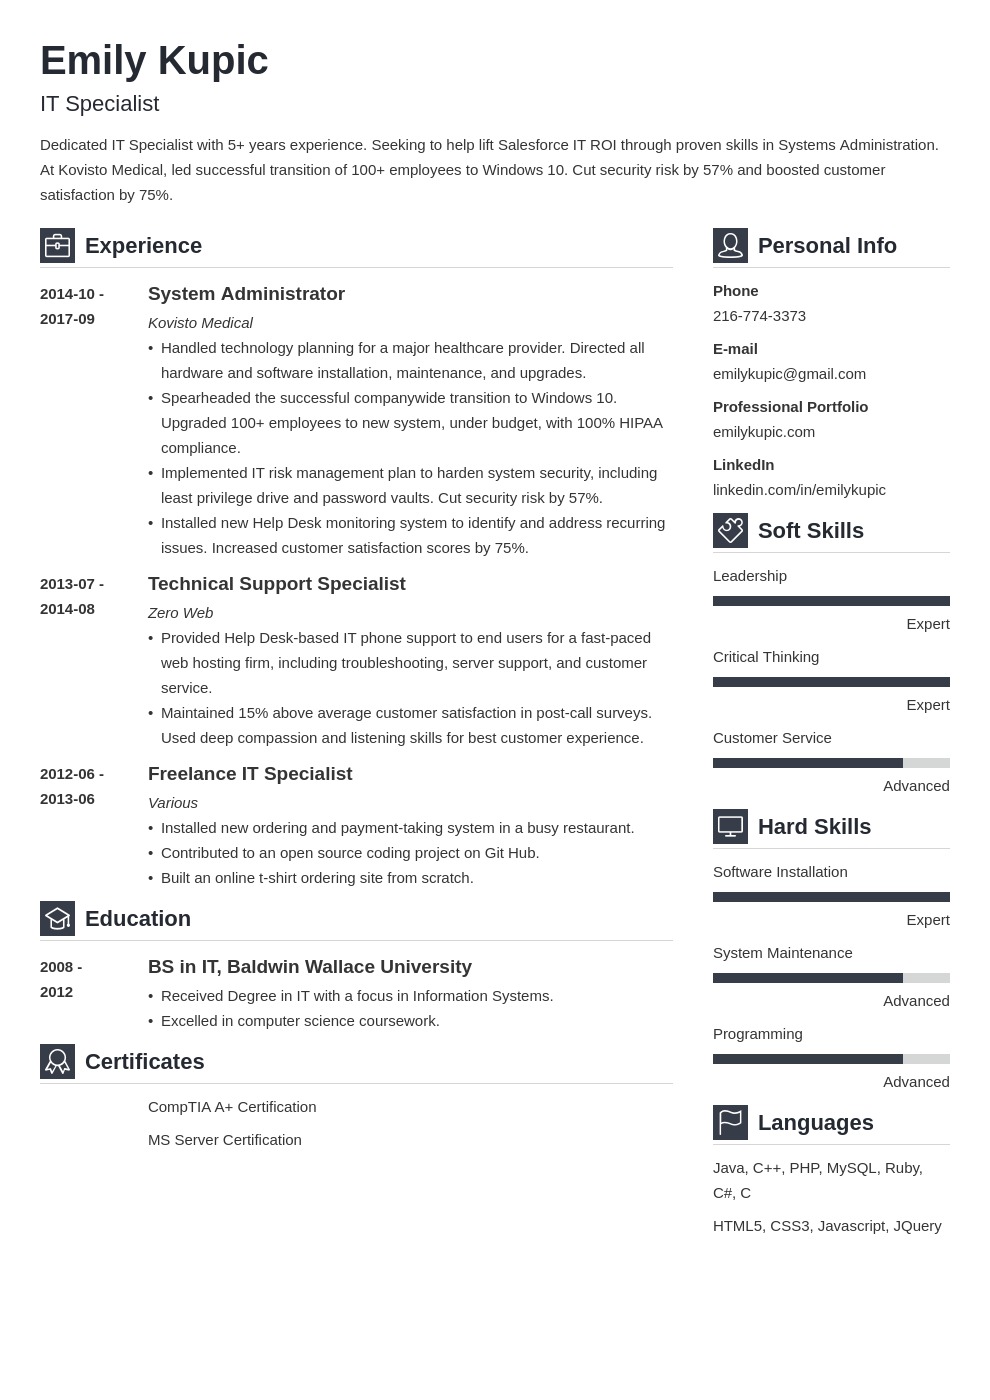 Emily Kupic
IT Specialist
Dedicated IT Specialist with 5+ years experience. Seeking to help lift Salesforce IT ROI through proven skills in Systems Administration.
At Kovisto Medical, led successful transition of 100+ employees to Windows 10. Cut security risk by 57% and boosted customer
satisfaction by 75%.
Experience
2014-10 -
2017-09
System Administrator
Kovisto Medical
• Handled technology planning for a major healthcare provider. Directed all
hardware and software installation, maintenance, and upgrades.
• Spearheaded the successful companywide transition to Windows 10.
Upgraded 100+ employees to new system, under budget, with 100% HIPAA
compliance.
• Implemented IT risk management plan to harden system security, including
least privilege drive and password vaults. Cut security risk by 57%.
• Installed new Help Desk monitoring system to identify and address recurring
issues. Increased customer satisfaction scores by 75%.
2013-07 -
2014-08
Technical Support Specialist
Zero Web
• Provided Help Desk-based IT phone support to end users for a fast-paced
web hosting firm, including troubleshooting, server support, and customer
service.
• Maintained 15% above average customer satisfaction in post-call surveys.
Used deep compassion and listening skills for best customer experience.
2012-06 -
2013-06
Freelance IT Specialist
Various
• Installed new ordering and payment-taking system in a busy restaurant.
• Contributed to an open source coding project on Git Hub.
• Built an online t-shirt ordering site from scratch.
Education
2008 -
2012
BS in IT, Baldwin Wallace University
• Received Degree in IT with a focus in Information Systems.
• Excelled in computer science coursework.
Certificates
CompTIA A+ Certification
MS Server Certification
Personal Info
Phone
216-774-3373
E-mail
emilykupic@gmail.com
Professional Portfolio
emilykupic.com
LinkedIn
linkedin.com/in/emilykupic
Soft Skills
Leadership
Expert
Critical Thinking
Expert
Customer Service
Advanced
Hard Skills
Software Installation
Expert
System Maintenance
Advanced
Programming
Advanced
Languages
Java, C++, PHP, MySQL, Ruby,
C#, C
HTML5, CSS3, Javascript, JQuery